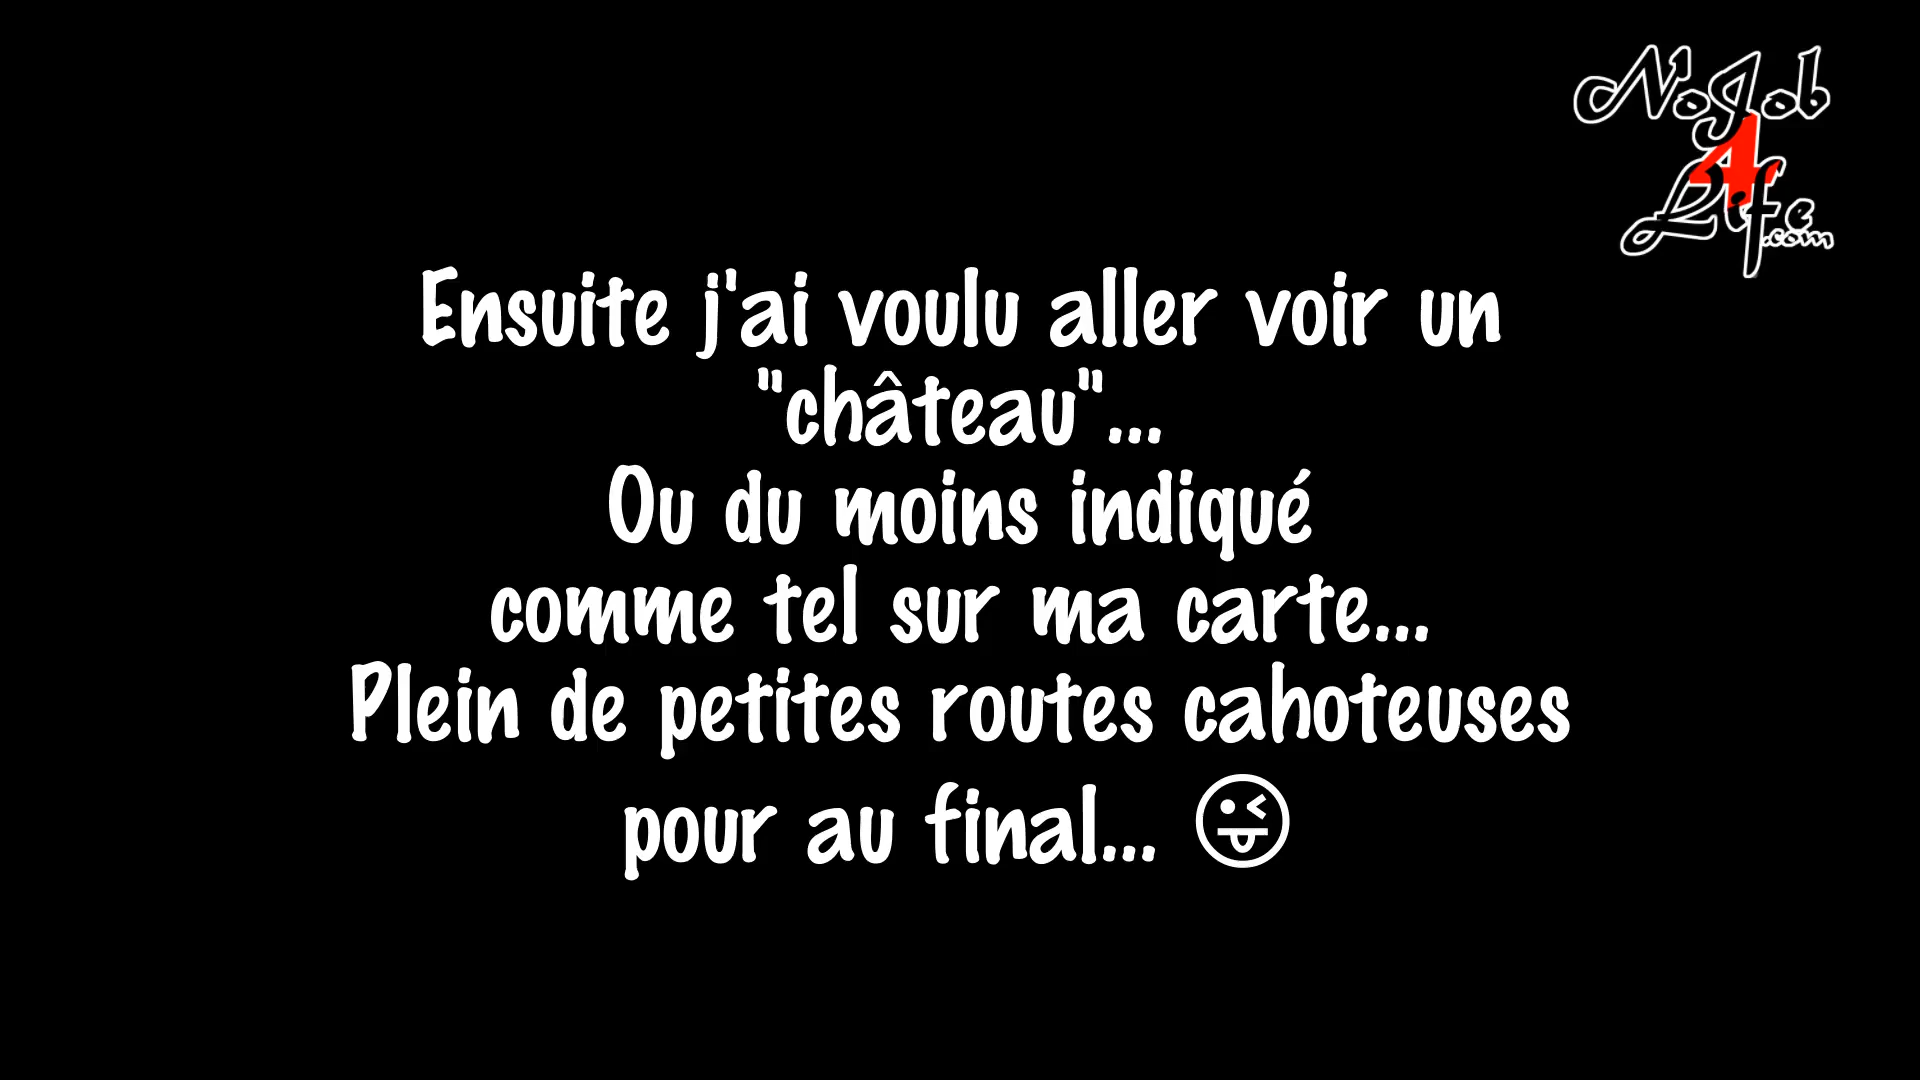 NoJob
4
Life
.com
Ensuite j'ai voulu aller voir un
"château"...
Ou du moins indiqué
comme tel sur ma carte...
Plein de petites routes cahoteuses
pour au final... 😜